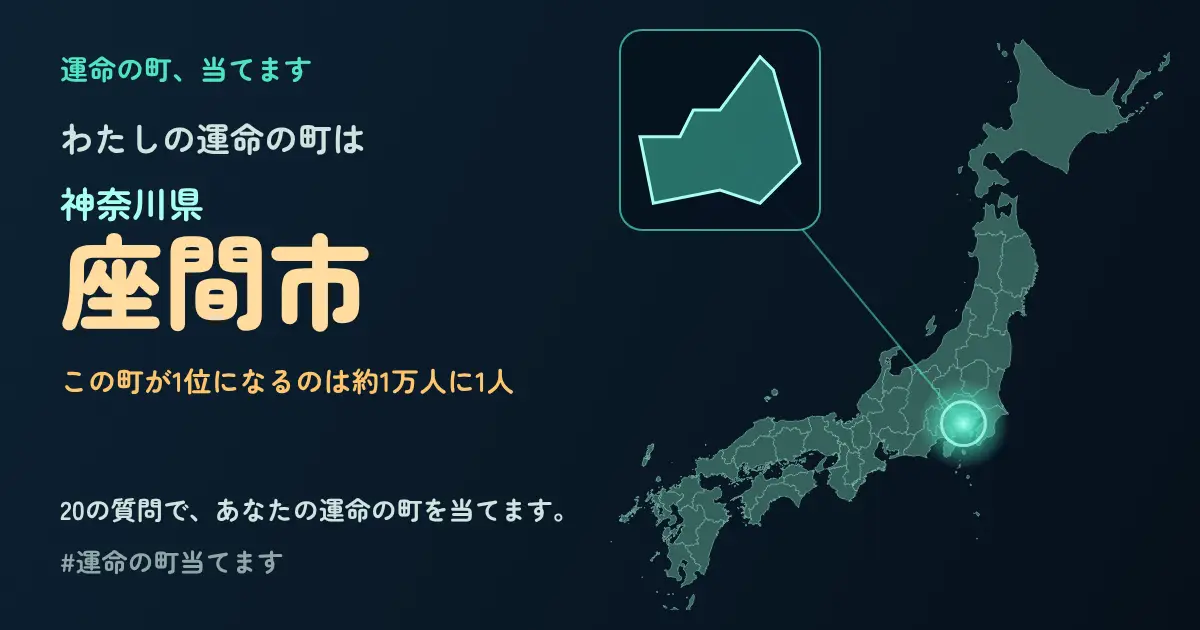 運命の町、当てます
わたしの運命の町は
神奈川県
座間市
この町が1位になるのは約1万人に1人
20の質問で、あなたの運命の町を当てます。
#運命の町当てます